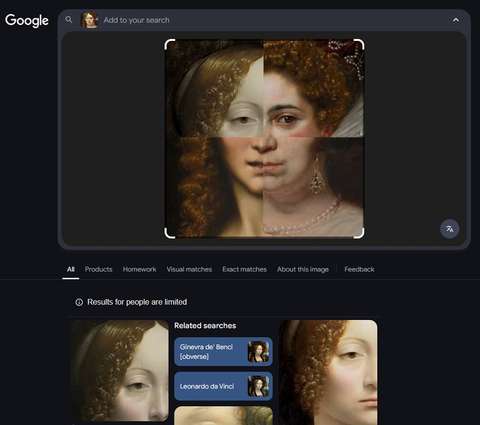 Google
Add to your search
All Products Homework Visual matches Exact matches About this image Feedback
Results for people are limited
Related searches
Ginevra de' Benci
[obverse]
Leonardo da Vinci